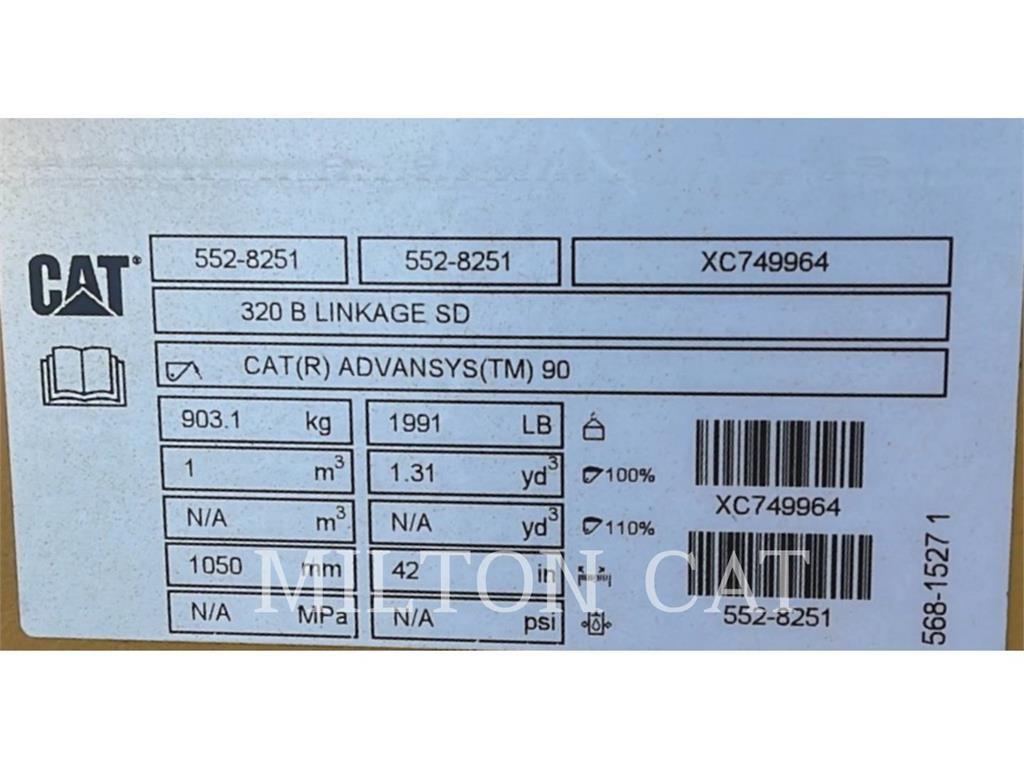 CAT®
552-8251 552-8251 XC749964
320 B LINKAGE SD
CAT(R) ADVANSYS(TM) 90
903.1 kg 1991 LB
1 m³ 1.31 yd³ 100%
N/A m³ N/A yd³ 110%
1050 mm 42 in
N/A MPa N/A psi
XC749964
552-8251
568-1527 1
MILTON CAT